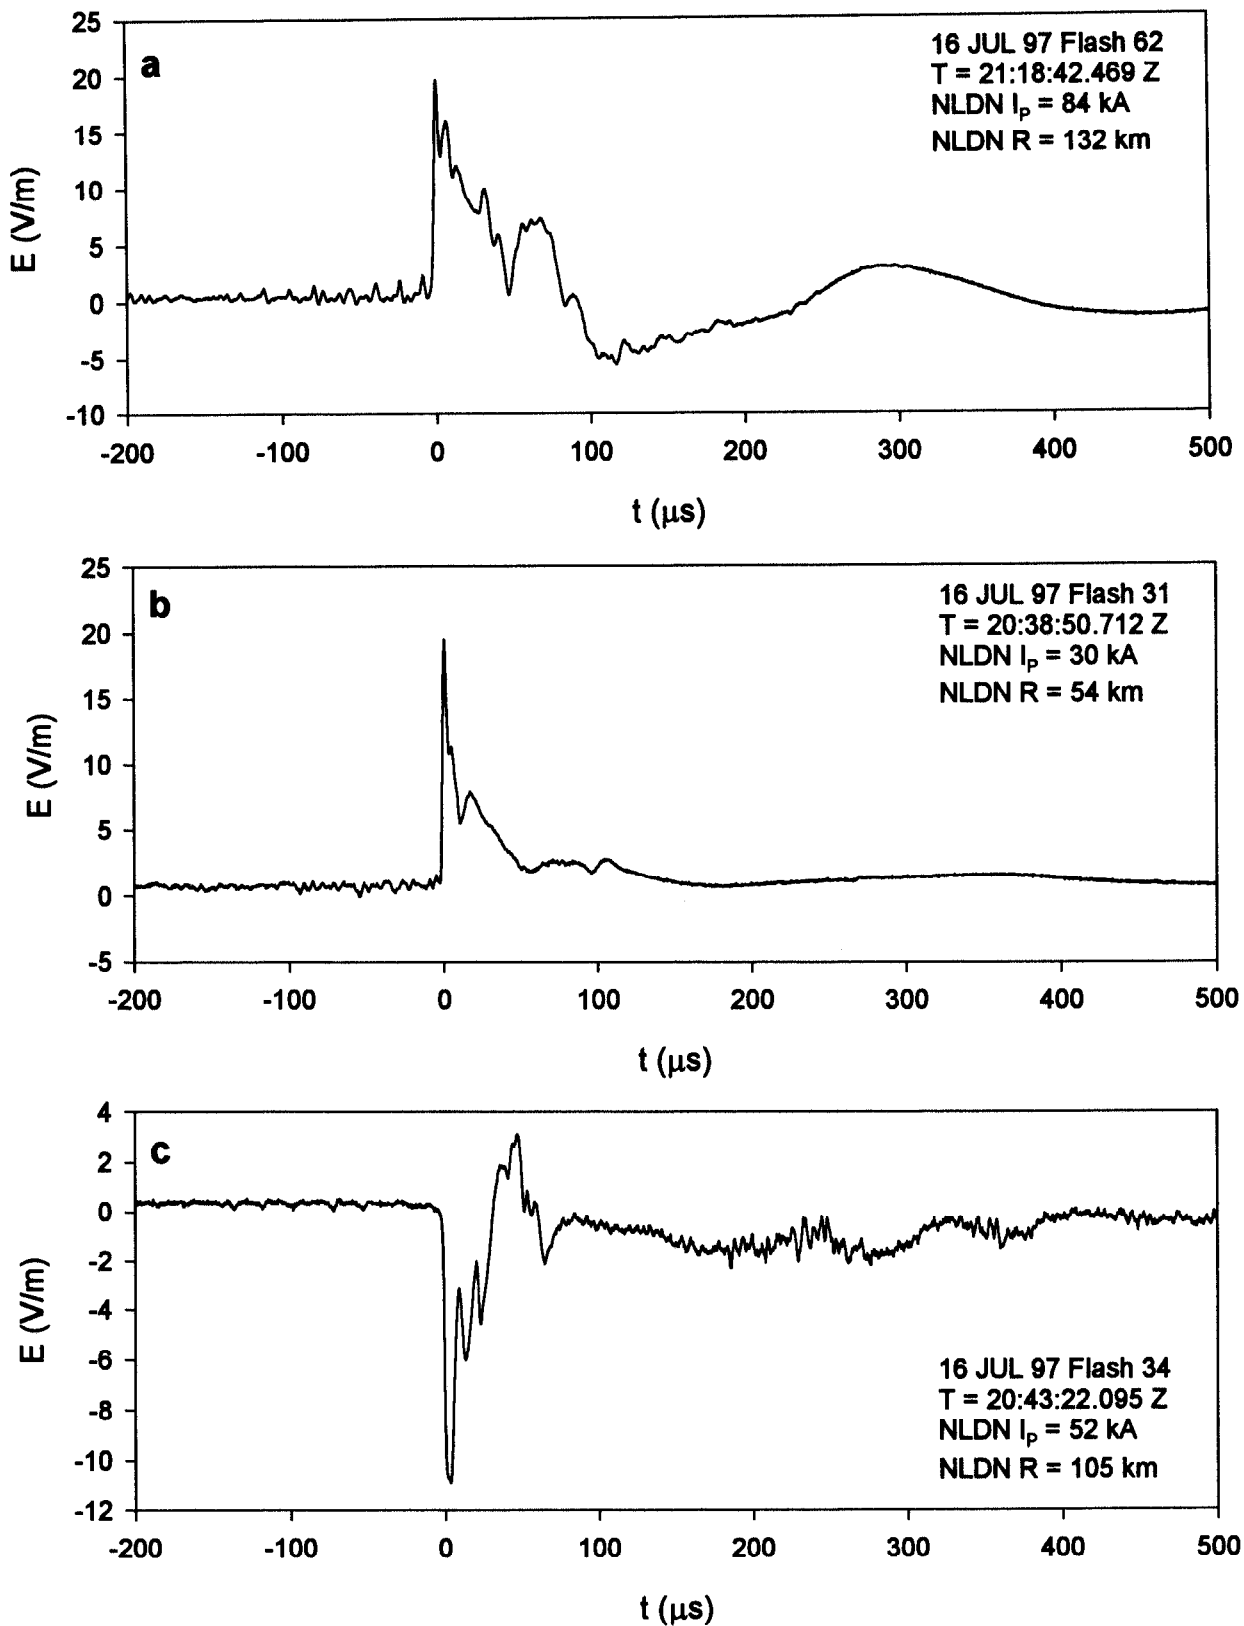 25
20
15
10
5
0
-5
-10
E (V/m)
a
16 JUL 97 Flash 62
T = 21:18:42.469 Z
NLDN Iₚ = 84 kA
NLDN R = 132 km
-200 -100 0 100 200 300 400 500
t (μs)
25
20
15
10
5
0
-5
E (V/m)
b
16 JUL 97 Flash 31
T = 20:38:50.712 Z
NLDN Iₚ = 30 kA
NLDN R = 54 km
-200 -100 0 100 200 300 400 500
t (μs)
4
2
0
-2
-4
-6
-8
-10
-12
E (V/m)
c
16 JUL 97 Flash 34
T = 20:43:22.095 Z
NLDN Iₚ = 52 kA
NLDN R = 105 km
-200 -100 0 100 200 300 400 500
t (μs)